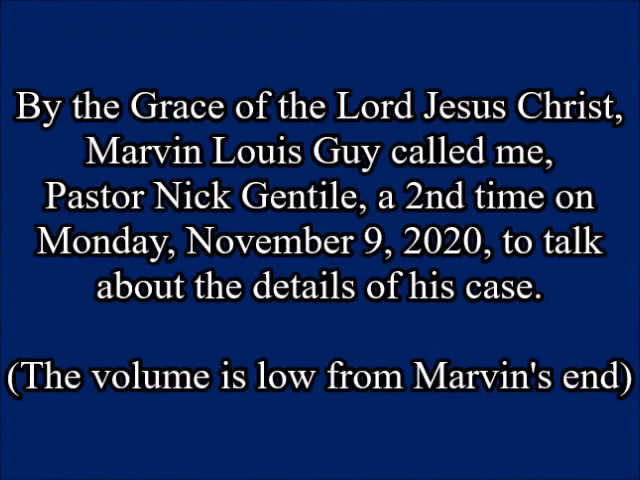 By the Grace of the Lord Jesus Christ,
Marvin Louis Guy called me,
Pastor Nick Gentile, a 2nd time on
Monday, November 9, 2020, to talk
about the details of his case.
(The volume is low from Marvin's end)